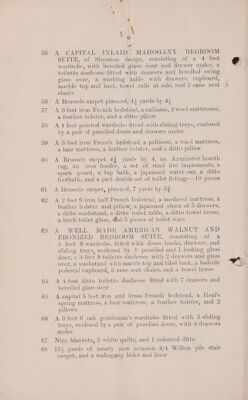 6
55 A CAPITAL INLAID MAHOGANY BEDROOM
SUITE, of Sheraton design, consisting of a 4 feet
wardrobe, with bevelled glass door and drawer under, a
toilette duchesse fitted with drawers and bevelled swing
glass over, a washing table with drawers, cupboard,
marble top and back, towel rails at side, and 2 cane seat
chairs
56 A Brussels carpet planned, 4½ yards by 4¼
57 A 3 feet iron French bedstead, a palliasse, 2 wool mattresses,
a feather bolster, and a ditto pillow
58 A 4 feet painted wardrobe fitted with sliding trays, enclosed
by a pair of panelled doors and drawers under
59 A 3 feet iron French bedstead, a palliasse, a wool mattress,
a hair mattress, a feather bolster, and a ditto pillow
60 A Brussels carpet 4¾ yards by 4, an Axminster hearth
rug, an iron fender, a set of steel fire implements, a
spark guard, a hip bath, a japanned water can, a ditto
footbath, and a part double set of toilet fittings—10 pieces
61 A Brussels carpet, planned, 7 yards by 5¾
62 A 2 feet 6 iron half French bedstead, a bordered mattress, a
feather bolster and pillow, a japanned chest of 5 drawers,
a ditto washstand, a ditto toilet table, a ditto towel horse,
a birch toilet glass, and 5 pieces of toilet ware
63 A WELL MADE AMERICAN WALNUT AND
EBONIZED BEDROOM SUITE, consisting of a
5 feet 6 wardrobe, fitted with dress hooks, drawers, and
sliding trays, enclosed by 1 panelled and 1 looking glass
door, a 3 feet 9 toilette duchesse with 2 drawers and glass
over, a washstand with marble top and tiled back, a bedside
pedestal cupboard, 3 cane seat chairs, and a towel horse
64 A 4 feet ditto toilette duchesse fitted with 7 drawers and
bevelled glass over
65 A capital 5 feet iron and brass French bedstead, a Heal's
spring mattress, a hair mattress, a feather bolster, and 2
pillows
66 A 3 feet 6 oak gentleman's wardrobe fitted with 5 sliding
trays, enclosed by a pair of panelled doors, with 6 drawers
under
67 Nine blankets, 2 white quilts, and 1 coloured ditto
68 13½ yards of nearly new crimson 4/4 Wilton pile stair
carpet, and a mahogany bidet and liner